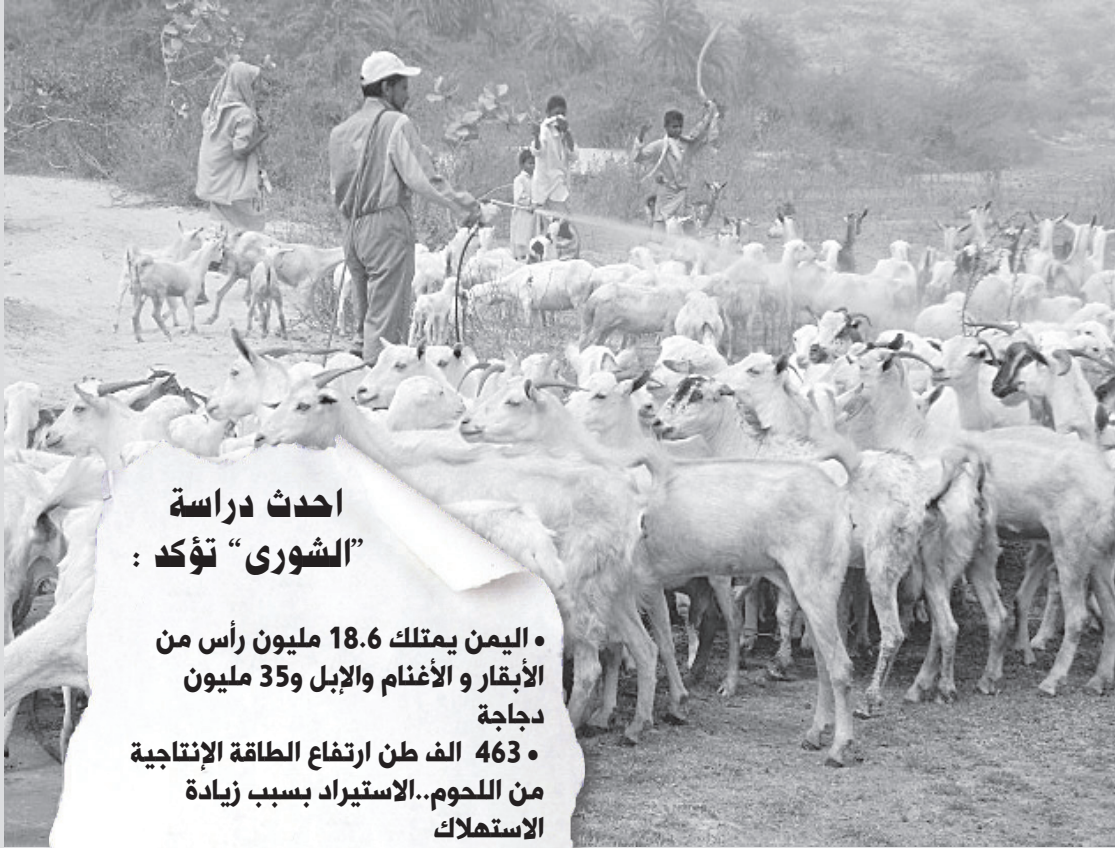 احدث دراسة
”الشورى“ تؤكد :
• اليمن يمتلك 18.6 مليون رأس من
الأبقار و الأغنام والإبل و35 مليون
دجاجة
• 463 الف طن ارتفاع الطاقة الإنتاجية
من اللحوم..الاستيراد بسبب زيادة
الاستهلاك